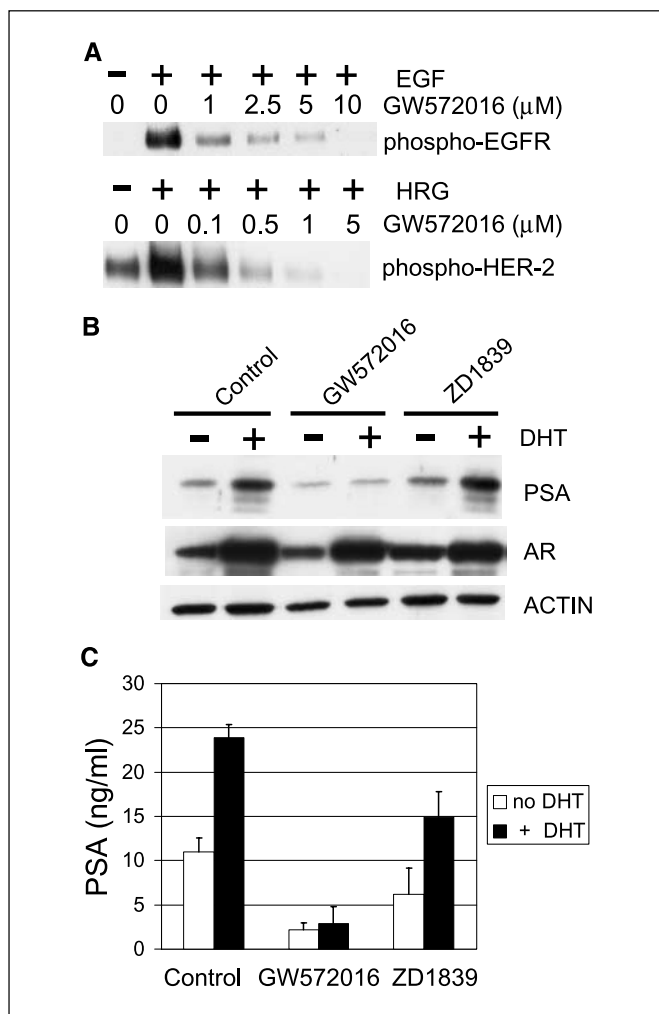 A
− + + + + + EGF
0 0 1 2.5 5 10 GW572016 (μM)
phospho-EGFR
− + + + + + HRG
0 0 0.1 0.5 1 5 GW572016 (μM)
phospho-HER-2
B
Control GW572016 ZD1839
− + − + − + DHT
PSA
AR
ACTIN
C
30
25
20
15
10
5
0
PSA (ng/ml)
no DHT
+ DHT
Control GW572016 ZD1839